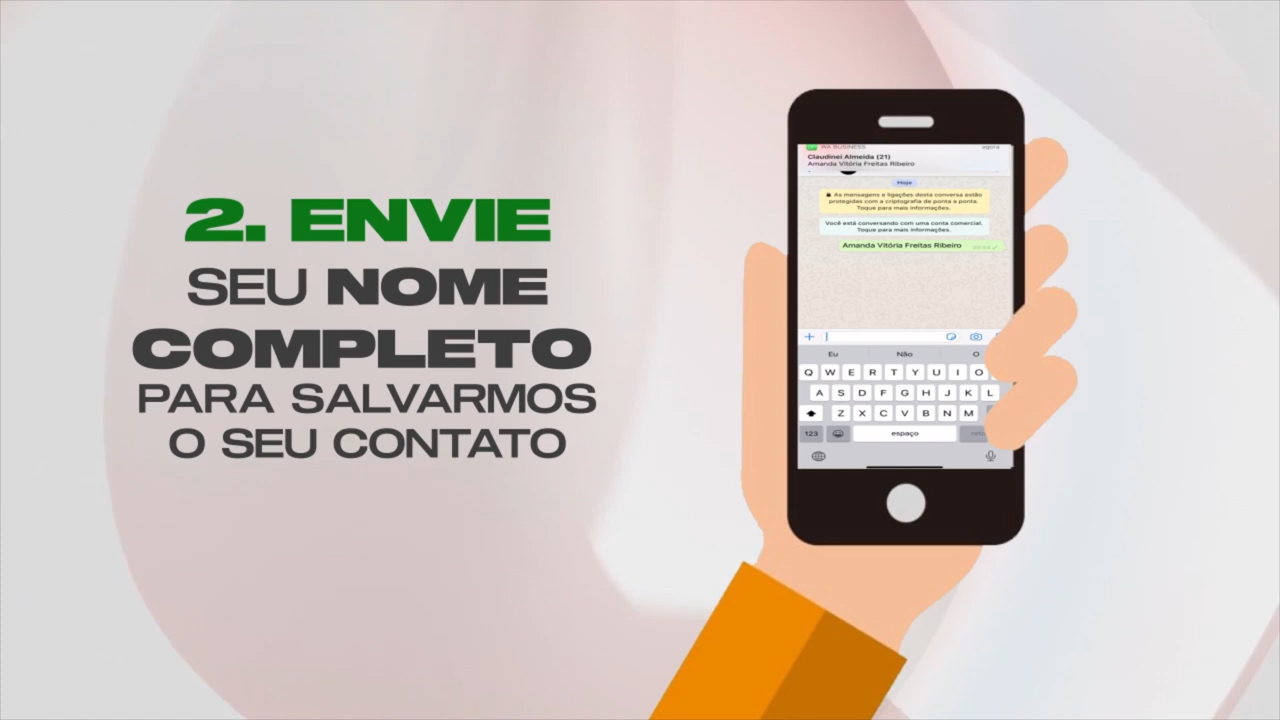 2. ENVIE
SEU NOME
COMPLETO
PARA SALVARMOS
O SEU CONTATO
WA BUSINESS
agora
Claudinei Almeida (21)
Amanda Vitória Freitas Ribeiro
Hoje
As mensagens e ligações desta conversa estão
protegidas com a criptografia de ponta a ponta.
Toque para mais informações.
Você está conversando com uma conta comercial.
Toque para mais informações.
Amanda Vitória Freitas Ribeiro
Eu Não O
Q W E R T Y U I O
A S D F G H J K L
Z X C V B N M
123 espaço